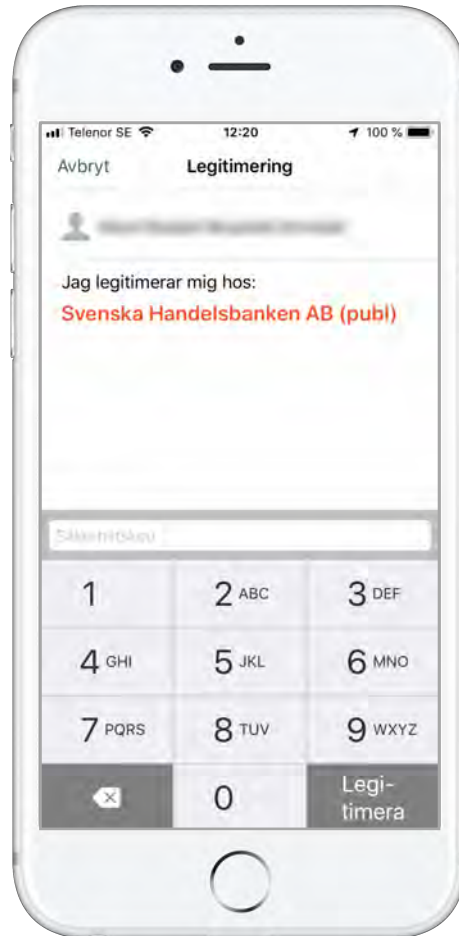 Telenor SE 12:20 100 %
Avbryt Legitimering
Jag legitimerar mig hos:
Svenska Handelsbanken AB (publ)
Säkerhetskod
1 2 ABC 3 DEF
4 GHI 5 JKL 6 MNO
7 PQRS 8 TUV 9 WXYZ
0 Legi-
timera